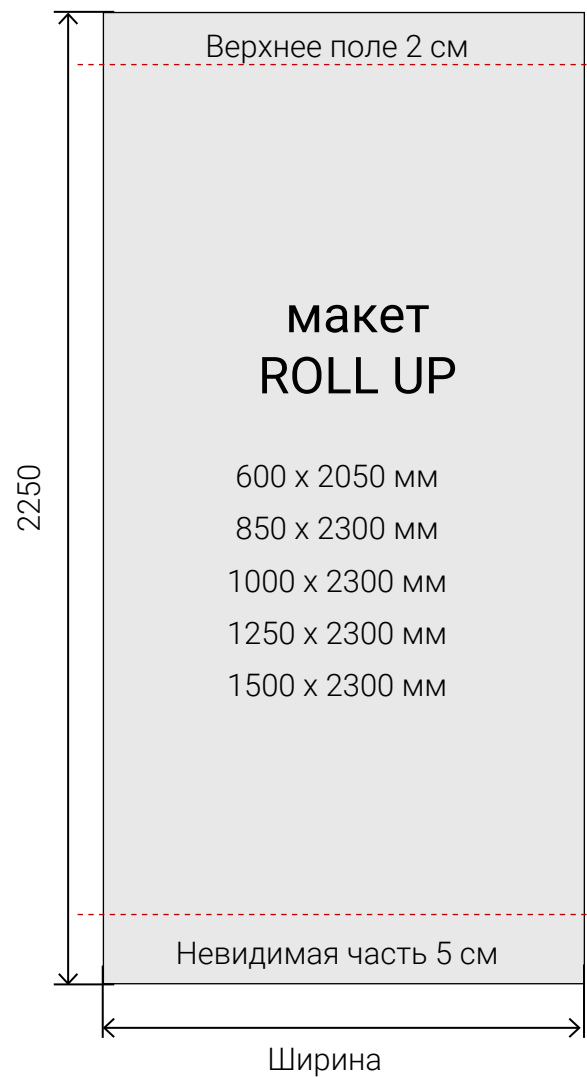 Верхнее поле 2 см
макет
ROLL UP
600 x 2050 мм
850 x 2300 мм
1000 x 2300 мм
1250 x 2300 мм
1500 x 2300 мм
2250
Невидимая часть 5 см
Ширина